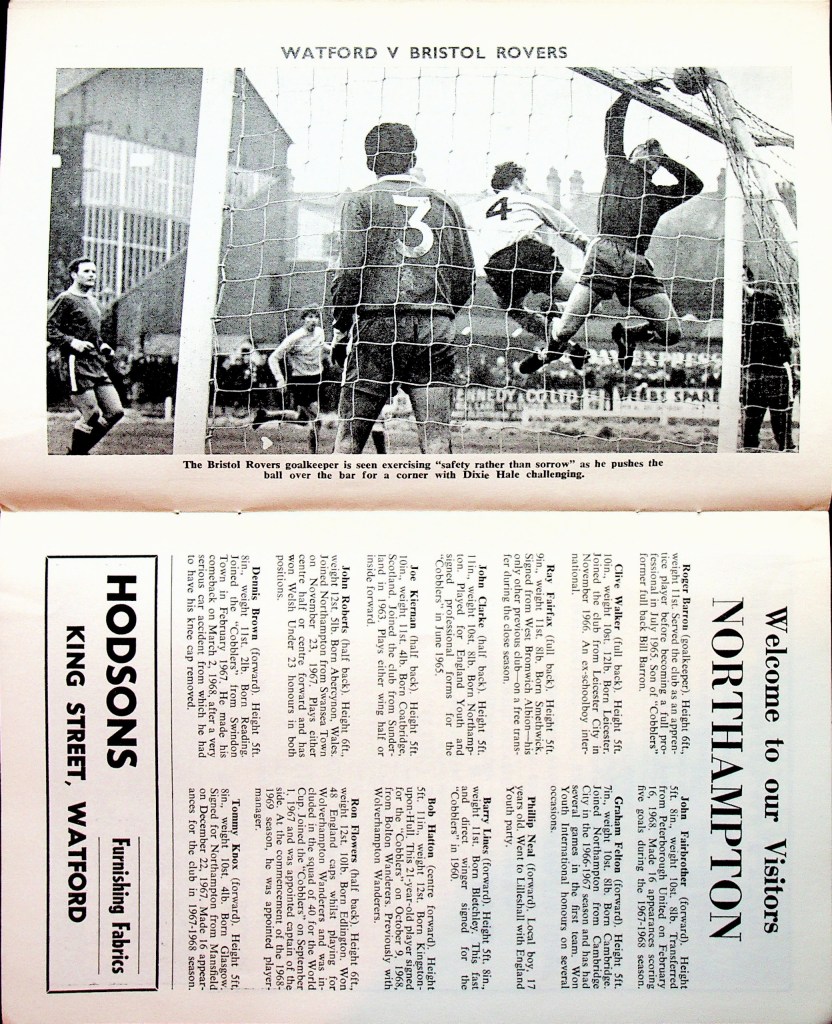 WATFORD V BRISTOL ROVERS
3
4
EXPRESS
The Bristol Rovers goalkeeper is seen exercising "safety rather than sorrow" as he pushes the
ball over the bar for a corner with Dixie Hale challenging.
Welcome to our Visitors
NORTHAMPTON
Roger Barron (goalkeeper). Height 6ft.,
weight 11st. Served the club as an appren-
tice player before becoming a full pro-
fessional in July 1965. Son of "Cobblers"
former full back Bill Barron.
Clive Walker (full back). Height 5ft.
10in., weight 10st. 12lb. Born Leicester.
Joined the club from Leicester City in
November 1966. An ex-schoolboy inter-
national.
Ray Fairfax (full back). Height 5ft.
9in., weight 11st. 8lb. Born Smethwick.
Signed from West Bromwich Albion—his
only other previous club—on a free trans-
fer during the close season.
John Clarke (half back). Height 5ft.
11in., weight 10st. 8lb. Born Northamp-
ton. Played for England Youth and
signed professional forms for the
"Cobblers" in June 1965.
Joe Kiernan (half back). Height 5ft.
10in., weight 11st. 4lb. Born Coatbridge,
Scotland. Joined the club from Sunder-
land in 1963. Plays either wing half or
inside forward.
John Roberts (half back). Height 6ft.,
weight 12st. 5lb. Born Abercynon, Wales.
Joined Northampton from Swansea Town
on November 23, 1967. Plays either
centre half or centre forward and has
won Welsh Under 23 honours in both
positions.
Dennis Brown (forward). Height 5ft.
8in., weight 11st. 2lb. Born Reading.
Joined the "Cobblers" from Swindon
Town in February 1967. He made his
comeback on March 2, 1968, after a very
serious car accident from which he had
to have his knee cap removed.
John Fairbrother (forward). Height
5ft. 8in., weight 10st. 8lb. Transferred
from Peterborough United on February
16, 1968. Made 16 appearances scoring
five goals during the 1967-1968 season.
Graham Felton (forward). Height 5ft.
7in., weight 10st. 8lb. Born Cambridge.
Joined Northampton from Cambridge
City in the 1966-1967 season and has had
several games in the first team. Won
Youth International honours on several
occasions.
Phillip Neal (forward). Local boy, 17
years old. Went to Lilleshall with England
Youth party.
Barry Lines (forward). Height 5ft. 8in.,
weight 11st. Born Bletchley. This fast
and direct winger signed for the
"Cobblers" in 1960.
Bob Hatton (centre forward). Height
5ft. 11in., weight 12st. Born Kingston-
upon-Hull. This 21-year-old player signed
for the "Cobblers" on October 9, 1968,
from Bolton Wanderers. Previously with
Wolverhampton Wanderers.
Ron Flowers (half back). Height 6ft.,
weight 12st. 10lb. Born Edlington. Won
48 England caps whilst playing for
Wolverhampton Wanderers and was in-
cluded in the squad of 40 for the World
Cup. Joined the "Cobblers" on September
1, 1967 and was appointed captain of the
side. At the commencement of the 1968-
1969 season, he was appointed player-
manager.
Tommy Knox (forward). Height 5ft.
8in., weight 10st. 4lb. Born Glasgow.
Signed for Northampton from Mansfield
on December 22, 1967. Made 16 appear-
ances for the club in 1967-1968 season.
HODSONS
Furnishing Fabrics
KING STREET, WATFORD